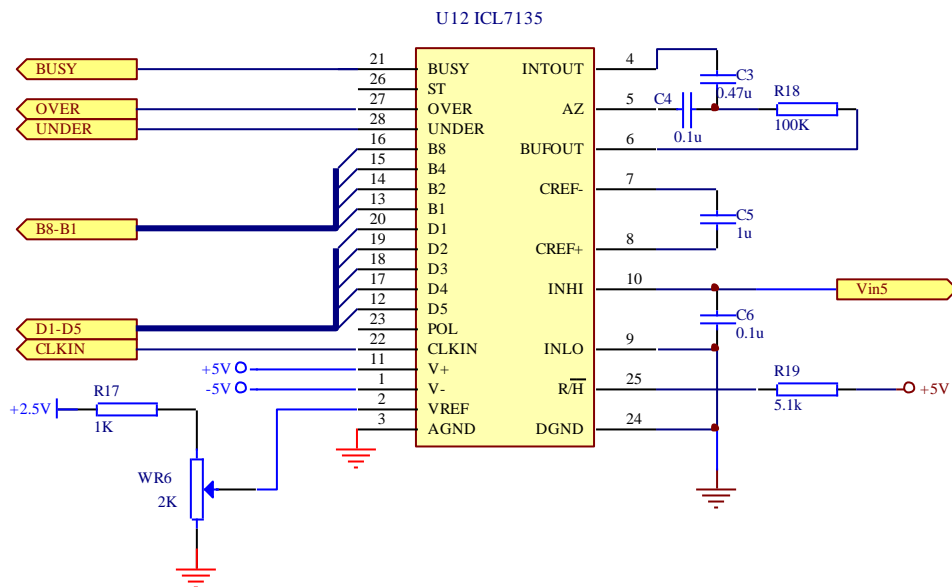 U12 ICL7135
BUSY 21 BUSY INTOUT 4
C3
0.47u
26 ST
OVER 27 OVER AZ 5 C4 0.1u R18 100K
UNDER 28 UNDER
16 B8 BUFOUT 6
15 B4
14 B2 CREF- 7
13 B1
B8-B1 20 D1 C5 1u
19 D2 CREF+ 8
18 D3
17 D4 INHI 10 Vin5
12 D5 C6
D1-D5 23 POL 0.1u
CLKIN 22 CLKIN INLO 9
+5V 11 V+ R19
-5V 1 V- R/H 25 5.1k +5V
R17
+2.5V 1K 2 VREF
3 AGND DGND 24
WR6
2K